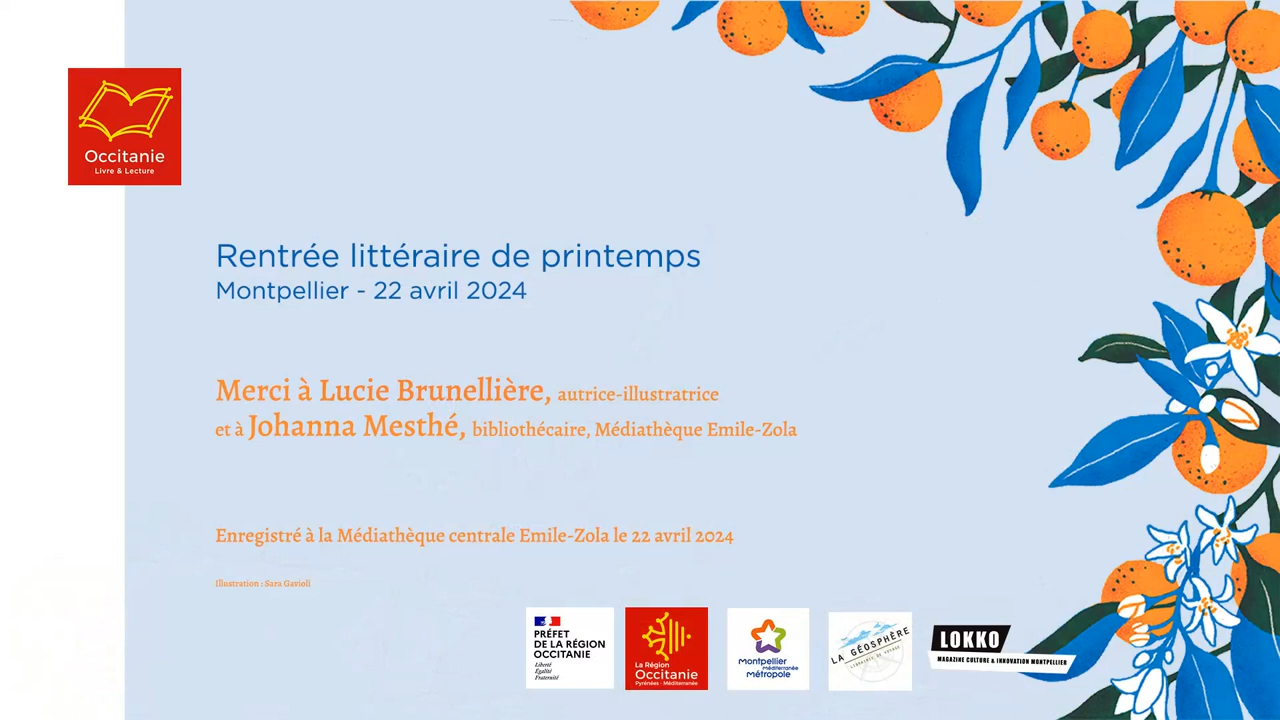 Occitanie
Livre & Lecture
Rentrée littéraire de printemps
Montpellier - 22 avril 2024
Merci à Lucie Brunellière, autrice-illustratrice
et à Johanna Mesthé, bibliothécaire, Médiathèque Emile-Zola
Enregistré à la Médiathèque centrale Emile-Zola le 22 avril 2024
Illustration : Sara Gavioli
PRÉFET
DE LA RÉGION
OCCITANIE
Liberté
Égalité
Fraternité
La Région
Occitanie
Pyrénées - Méditerranée
Montpellier
méditerranée
métropole
LA GÉOSPHÈRE
LIBRAIRIE DE VOYAGE
LOKKO
MAGAZINE CULTURE & INNOVATION MONTPELLIER